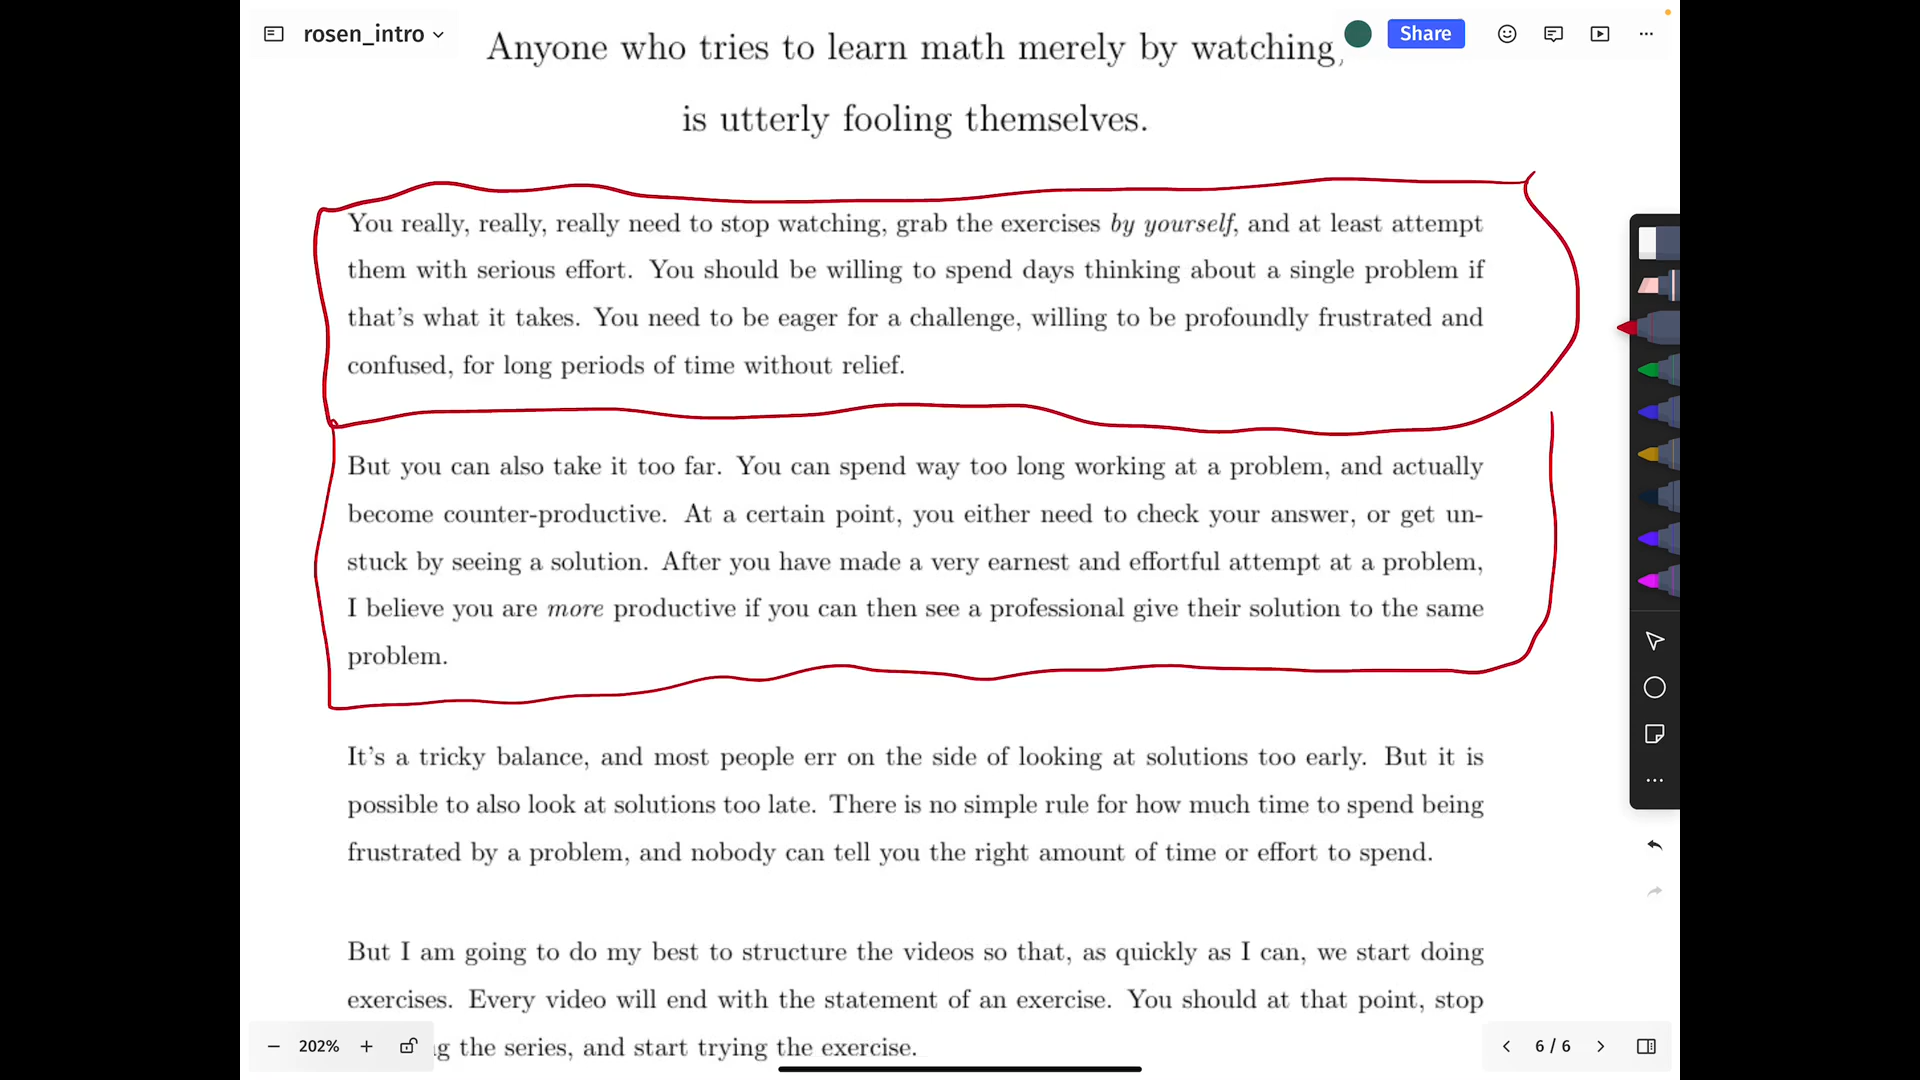 rosen_intro
Share
Anyone who tries to learn math merely by watching,
is utterly fooling themselves.
You really, really, really need to stop watching, grab the exercises by yourself, and at least attempt
them with serious effort. You should be willing to spend days thinking about a single problem if
that's what it takes. You need to be eager for a challenge, willing to be profoundly frustrated and
confused, for long periods of time without relief.
But you can also take it too far. You can spend way too long working at a problem, and actually
become counter-productive. At a certain point, you either need to check your answer, or get un-
stuck by seeing a solution. After you have made a very earnest and effortful attempt at a problem,
I believe you are more productive if you can then see a professional give their solution to the same
problem.
It's a tricky balance, and most people err on the side of looking at solutions too early. But it is
possible to also look at solutions too late. There is no simple rule for how much time to spend being
frustrated by a problem, and nobody can tell you the right amount of time or effort to spend.
But I am going to do my best to structure the videos so that, as quickly as I can, we start doing
exercises. Every video will end with the statement of an exercise. You should at that point, stop
the series, and start trying the exercise.
202%
6 / 6